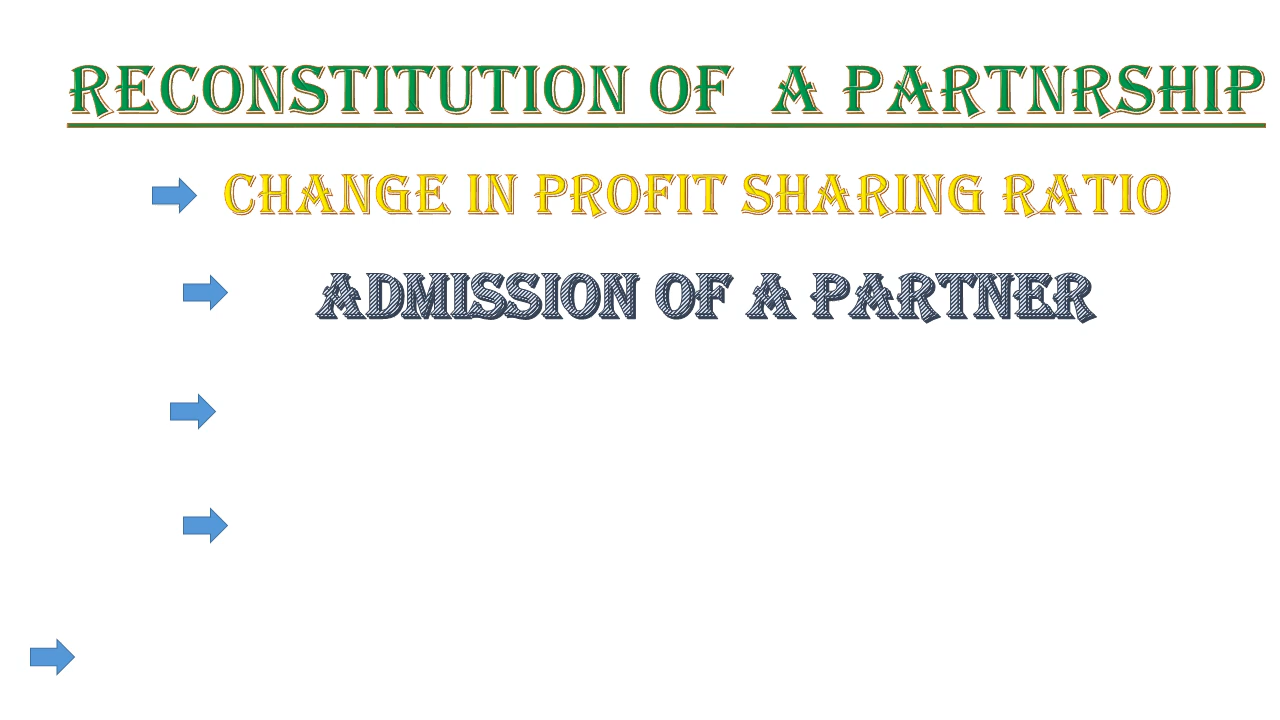 RECONSTITUTION OF A PARTNRSHIP
CHANGE IN PROFIT SHARING RATIO
ADMISSION OF A PARTNER